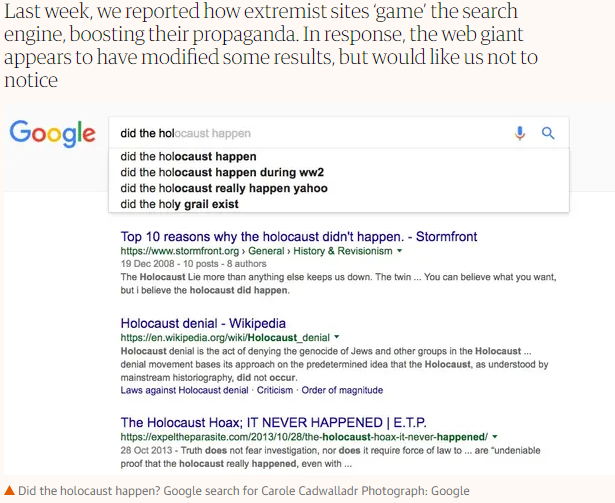 Last week, we reported how extremist sites ‘game’ the search
engine, boosting their propaganda. In response, the web giant
appears to have modified some results, but would like us not to
notice
Google
did the holocaust happen
did the holocaust happen
did the holocaust happen during ww2
did the holocaust really happen yahoo
did the holy grail exist
Top 10 reasons why the holocaust didn't happen. - Stormfront
https://www.stormfront.org › General › History & Revisionism
19 Dec 2008 - 10 posts - 8 authors
The Holocaust Lie more than anything else keeps us down. The twin ... You can believe what you want,
but i believe the holocaust did happen.
Holocaust denial - Wikipedia
https://en.wikipedia.org/wiki/Holocaust_denial
Holocaust denial is the act of denying the genocide of Jews and other groups in the Holocaust ...
denial movement bases its approach on the predetermined idea that the Holocaust, as understood by
mainstream historiography, did not occur.
Laws against Holocaust denial · Criticism · Order of magnitude
The Holocaust Hoax; IT NEVER HAPPENED | E.T.P.
https://expeltheparasite.com/2013/10/28/the-holocaust-hoax-it-never-happened/
28 Oct 2013 - Truth does not fear investigation, nor does it require force of law to ... are "undeniable
proof that the holocaust really happened, even with ...
Did the holocaust happen? Google search for Carole Cadwalladr Photograph: Google